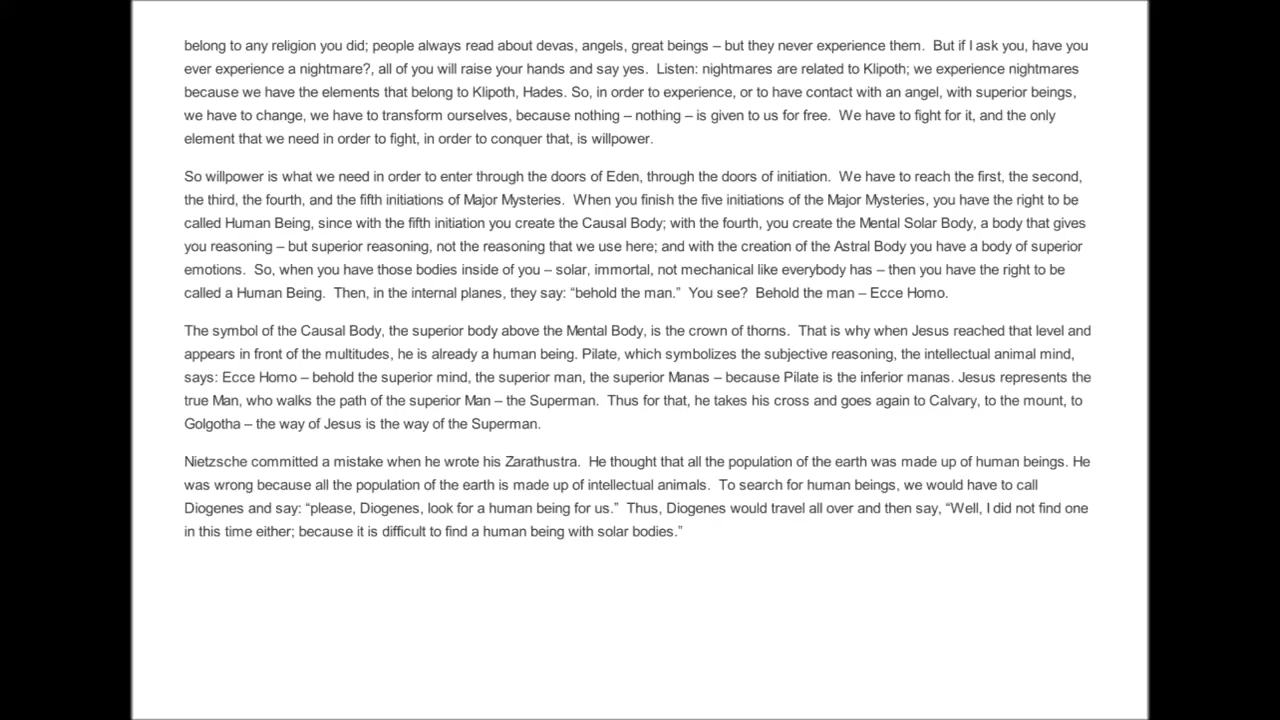 belong to any religion you did; people always read about devas, angels, great beings – but they never experience them.  But if I ask you, have you
ever experience a nightmare?, all of you will raise your hands and say yes.  Listen: nightmares are related to Klipoth; we experience nightmares
because we have the elements that belong to Klipoth, Hades. So, in order to experience, or to have contact with an angel, with superior beings,
we have to change, we have to transform ourselves, because nothing – nothing – is given to us for free.  We have to fight for it, and the only
element that we need in order to fight, in order to conquer that, is willpower.
So willpower is what we need in order to enter through the doors of Eden, through the doors of initiation.  We have to reach the first, the second,
the third, the fourth, and the fifth initiations of Major Mysteries.  When you finish the five initiations of the Major Mysteries, you have the right to be
called Human Being, since with the fifth initiation you create the Causal Body; with the fourth, you create the Mental Solar Body, a body that gives
you reasoning – but superior reasoning, not the reasoning that we use here; and with the creation of the Astral Body you have a body of superior
emotions.  So, when you have those bodies inside of you – solar, immortal, not mechanical like everybody has – then you have the right to be
called a Human Being.  Then, in the internal planes, they say: “behold the man.”  You see?  Behold the man – Ecce Homo.
The symbol of the Causal Body, the superior body above the Mental Body, is the crown of thorns.  That is why when Jesus reached that level and
appears in front of the multitudes, he is already a human being. Pilate, which symbolizes the subjective reasoning, the intellectual animal mind,
says: Ecce Homo – behold the superior mind, the superior man, the superior Manas – because Pilate is the inferior manas. Jesus represents the
true Man, who walks the path of the superior Man – the Superman.  Thus for that, he takes his cross and goes again to Calvary, to the mount, to
Golgotha – the way of Jesus is the way of the Superman.
Nietzsche committed a mistake when he wrote his Zarathustra.  He thought that all the population of the earth was made up of human beings. He
was wrong because all the population of the earth is made up of intellectual animals.  To search for human beings, we would have to call
Diogenes and say: “please, Diogenes, look for a human being for us.”  Thus, Diogenes would travel all over and then say, “Well, I did not find one
in this time either; because it is difficult to find a human being with solar bodies.”